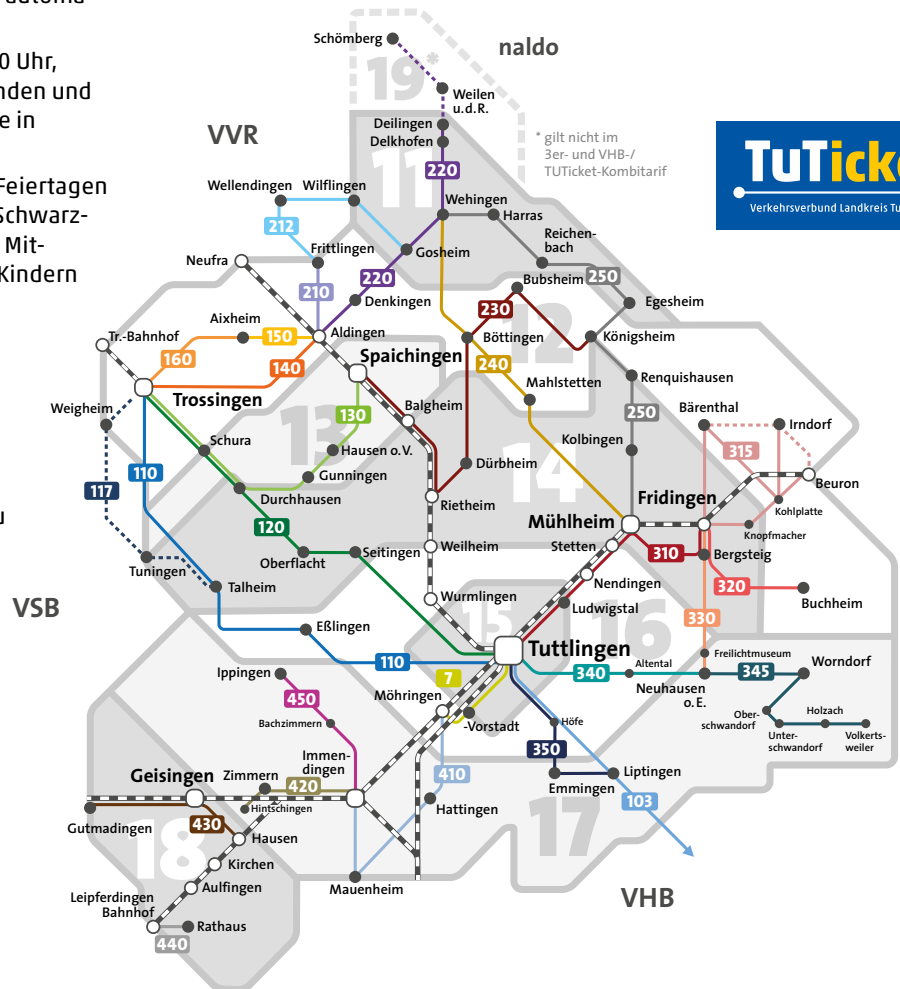 0 Uhr,
nden und
e in
Feiertagen
Schwarz-
Mit-
Kindern
naldo
VVR
VSB
VHB
* gilt nicht im
3er- und VHB-/
TUTicket-Kombitarif
TuTicke
Verkehrsverbund Landkreis Tu
Schömberg
19*
Weilen
u.d.R.
Deilingen
Delkhofen
11
220
Wellendingen
Wilflingen
Wehingen
Harras
212
Reichen-
bach
Frittlingen
Gosheim
Neufra
220
250
Bubsheim
210
Denkingen
230
Egesheim
Aixheim
12
Tr.-Bahnhof
150
Aldingen
Böttingen
Königsheim
160
Spaichingen
140
240
Mahlstetten
Renquishausen
Trossingen
Weigheim
130
Balgheim
250
Bärenthal
Irndorf
13
Schura
Hausen o.V.
Kolbingen
315
110
Gunningen
Dürbheim
14
Beuron
117
Durchhausen
Rietheim
Fridingen
Kohlplatte
120
Mühlheim
Knopfmacher
Oberflacht
Seitingen
Weilheim
Stetten
310
Bergsteig
Tuningen
Talheim
Nendingen
320
Wurmlingen
Ludwigstal
Buchheim
15
16
330
Eßlingen
Tuttlingen
Freilichtmuseum
110
Altental
345
Worndorf
Ippingen
7
340
Neuhausen
o.E.
450
Möhringen
Ober-
schwandorf
Holzach
Bachzimmern
-Vorstadt
Höfe
Unter-
schwandorf
Volkerts-
weiler
350
Immen-
dingen
Geisingen
Zimmern
410
Liptingen
420
Emmingen
Hintschingen
103
Gutmadingen
430
Hattingen
17
Hausen
18
Kirchen
Aulfingen
Mauenheim
Leipferdingen
Bahnhof
Rathaus
440